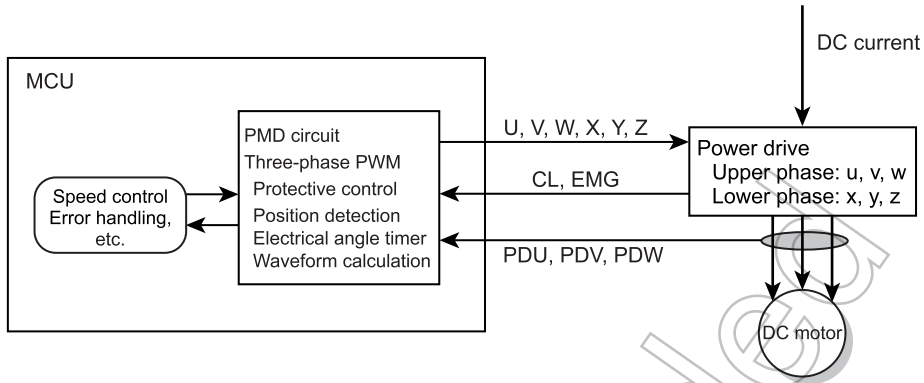 DC current
MCU
PMD circuit
Three-phase PWM
Protective control
Position detection
Electrical angle timer
Waveform calculation
Speed control
Error handling,
etc.
U, V, W, X, Y, Z
CL, EMG
PDU, PDV, PDW
Power drive
Upper phase: u, v, w
Lower phase: x, y, z
DC motor